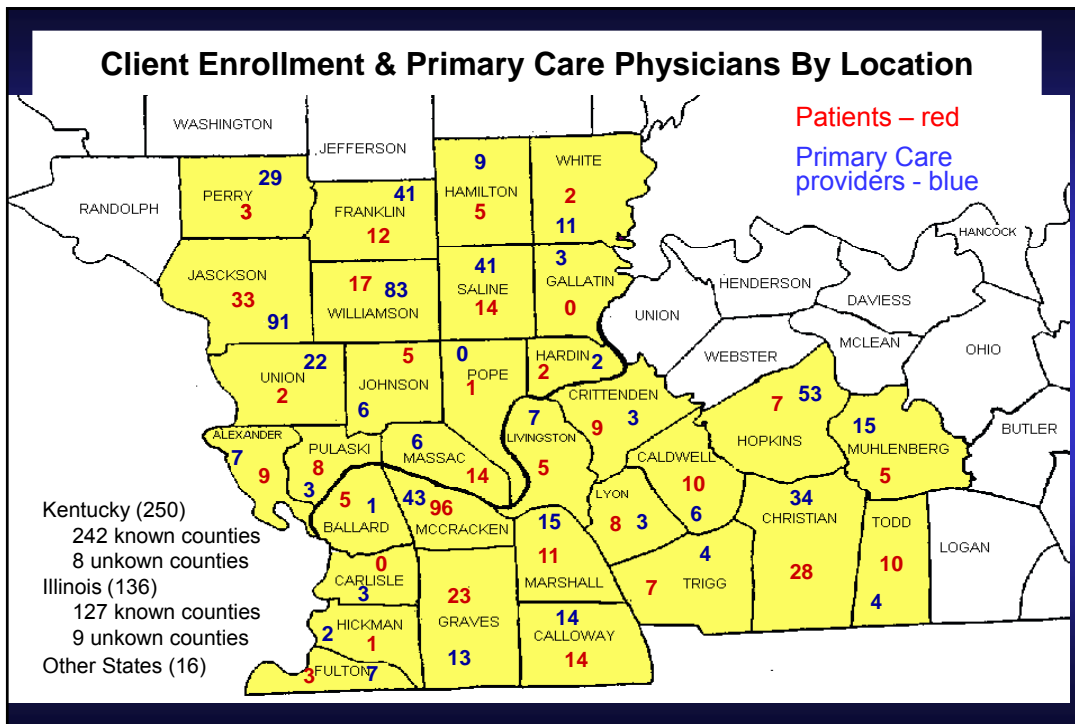 Client Enrollment & Primary Care Physicians By Location
Patients – red
Primary Care
providers - blue
WASHINGTON
JEFFERSON
RANDOLPH
PERRY
29
3
FRANKLIN
41
12
9
HAMILTON
5
WHITE
2
11
JASCKSON
33
91
17
83
WILLIAMSON
41
SALINE
14
3
GALLATIN
0
UNION
HENDERSON
DAVIESS
HANCOCK
WEBSTER
MCLEAN
OHIO
BUTLER
LOGAN
22
UNION
2
5
JOHNSON
6
0
POPE
1
HARDIN
2
2
CRITTENDEN
9
3
7
53
HOPKINS
15
MUHLENBERG
5
ALEXANDER
7
9
PULASKI
8
3
6
MASSAC
14
7
LIVINGSTON
5
CALDWELL
10
6
LYON
8
3
34
CHRISTIAN
28
TODD
10
4
5
1
BALLARD
43
96
MCCRACKEN
15
11
MARSHALL
4
7
TRIGG
0
CARLISLE
3
23
GRAVES
13
14
CALLOWAY
14
HICKMAN
2
1
FULTON
3
7
Kentucky (250)
242 known counties
8 unkown counties
Illinois (136)
127 known counties
9 unkown counties
Other States (16)